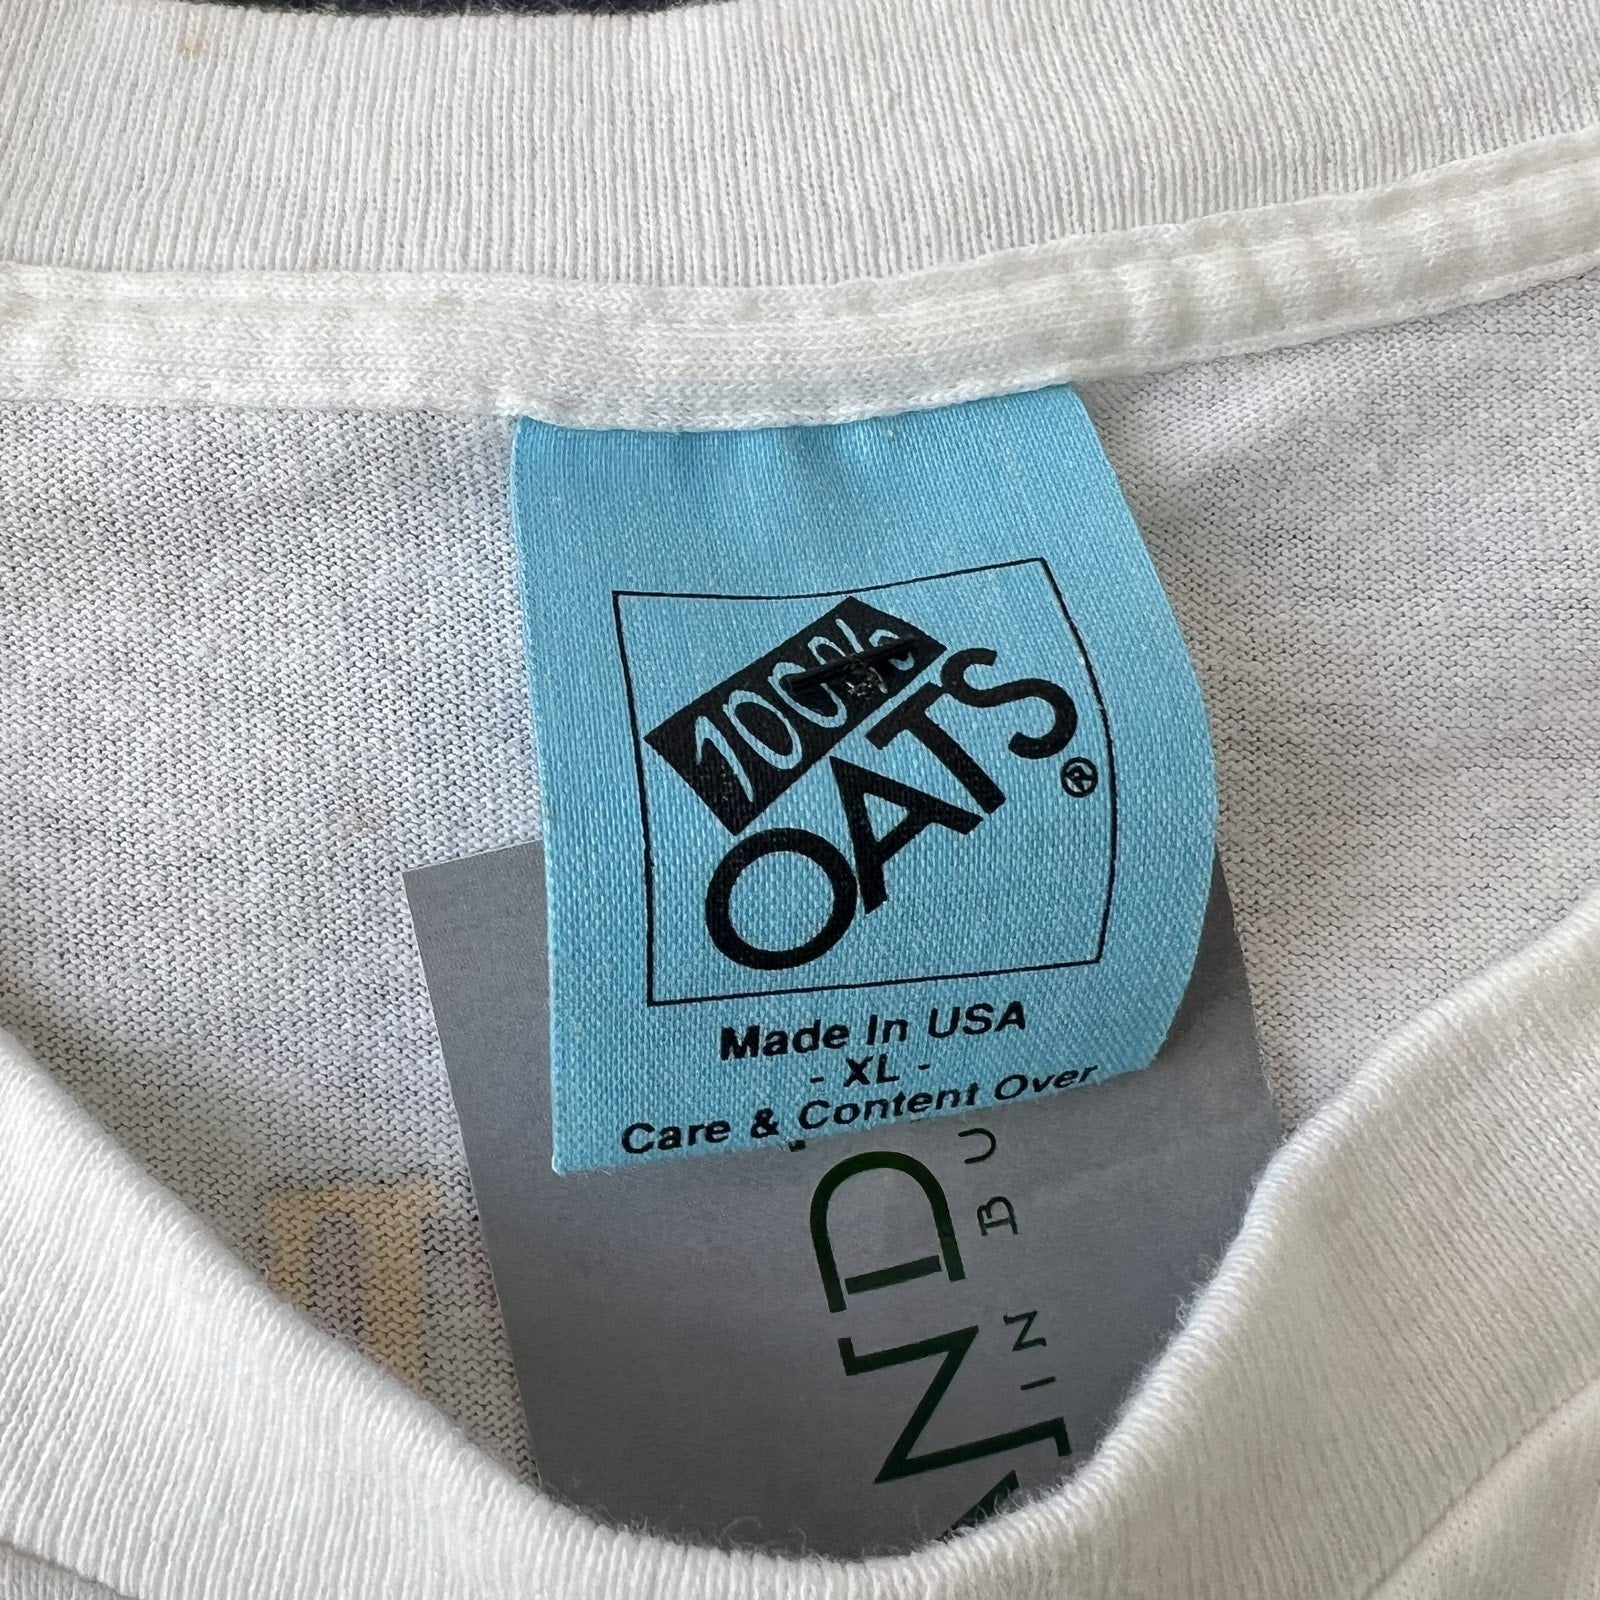 100%
OATS®
Made In USA
- XL -
Care & Content Over